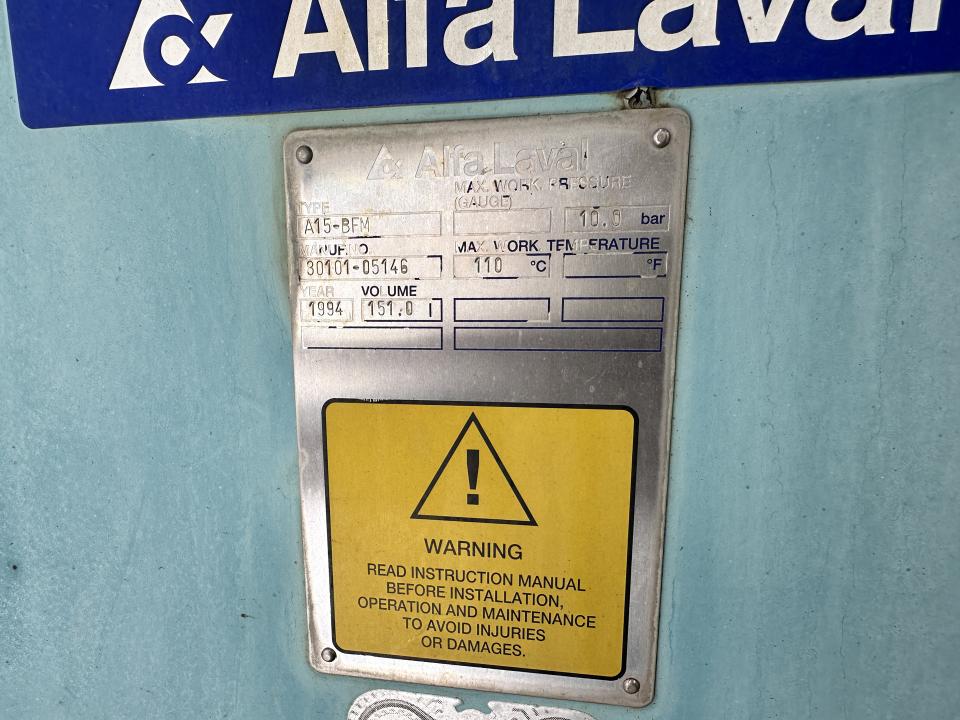 Alfa Laval
Alfa Laval
MAX. WORK. PRESSURE
(GAUGE)
TYPE
A15-BFM
10.0 bar
MANUF.NO.
MAX. WORK. TEMPERATURE
30101-05146
110 °C
°F
YEAR VOLUME
1994 151.0 l
WARNING
READ INSTRUCTION MANUAL
BEFORE INSTALLATION,
OPERATION AND MAINTENANCE
TO AVOID INJURIES
OR DAMAGES.